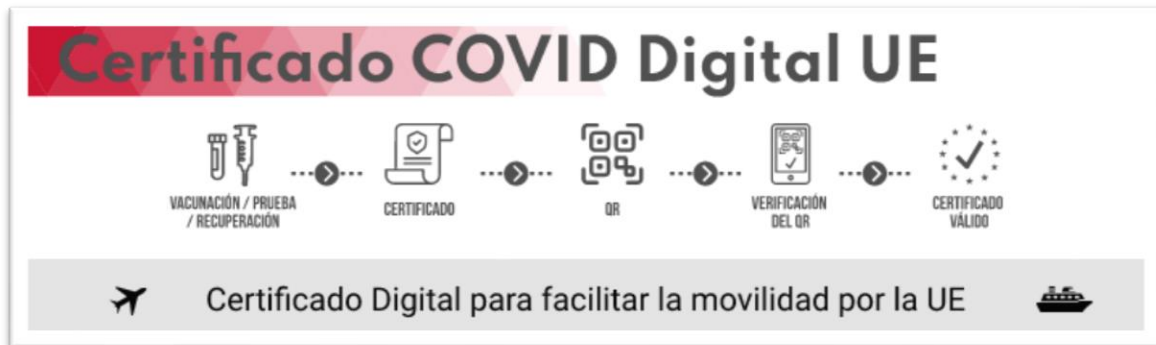 Certificado COVID Digital UE
VACUNACIÓN / PRUEBA
/ RECUPERACIÓN
CERTIFICADO
QR
VERIFICACIÓN
DEL QR
CERTIFICADO
VÁLIDO
Certificado Digital para facilitar la movilidad por la UE